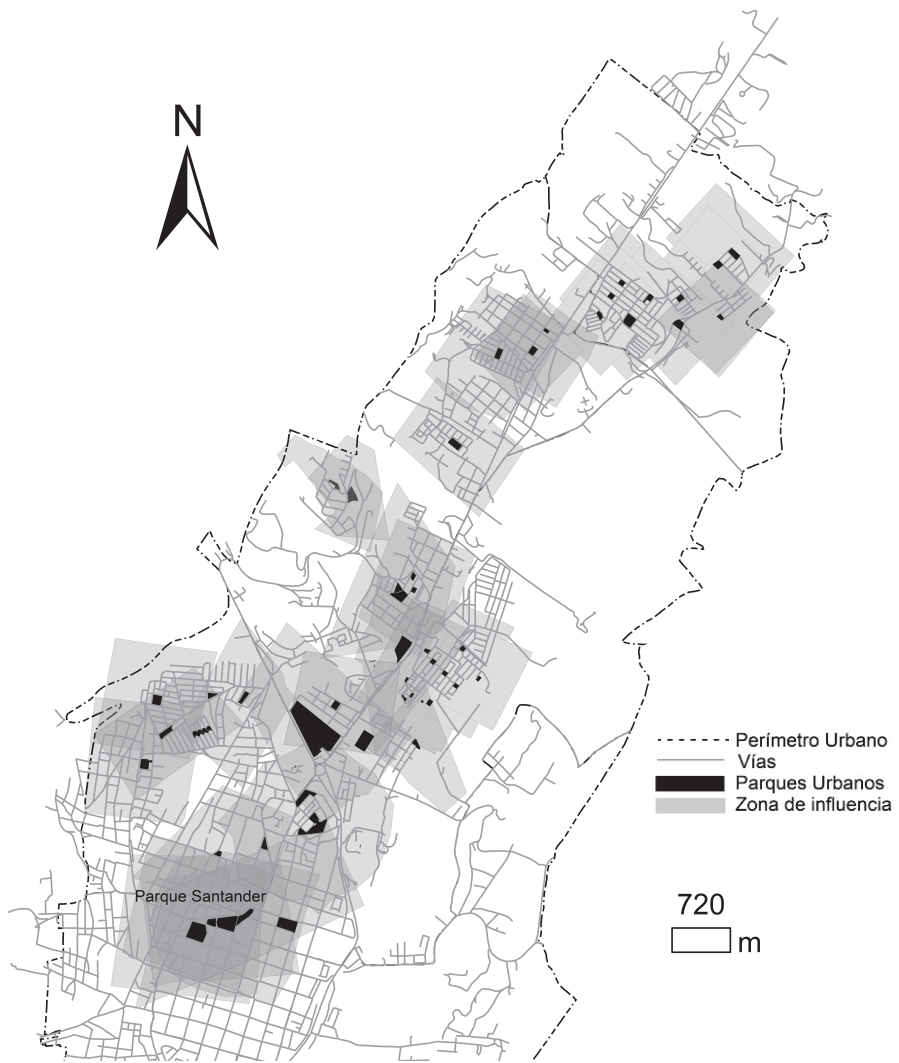 N
Perímetro Urbano
Vías
Parques Urbanos
Zona de influencia
Parque Santander
720
m